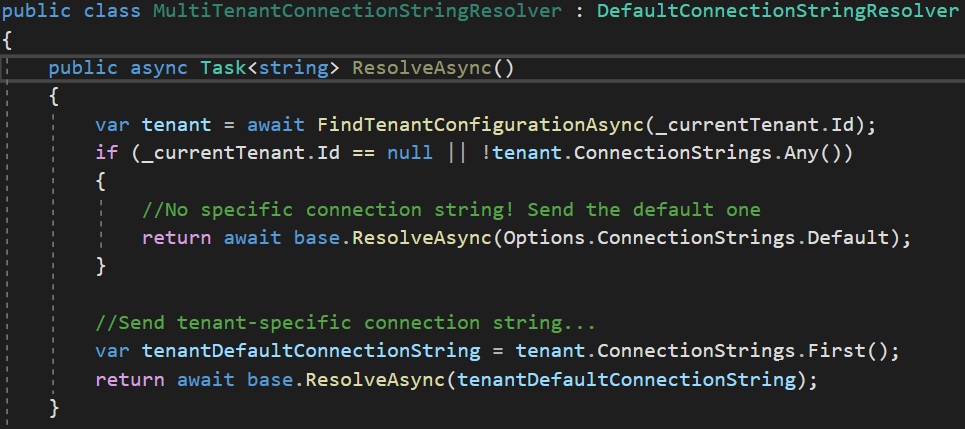 public class MultiTenantConnectionStringResolver : DefaultConnectionStringResolver
{
public async Task<string> ResolveAsync()
{
var tenant = await FindTenantConfigurationAsync(_currentTenant.Id);
if (_currentTenant.Id == null || !tenant.ConnectionStrings.Any())
{
//No specific connection string! Send the default one
return await base.ResolveAsync(Options.ConnectionStrings.Default);
}
//Send tenant-specific connection string...
var tenantDefaultConnectionString = tenant.ConnectionStrings.First();
return await base.ResolveAsync(tenantDefaultConnectionString);
}